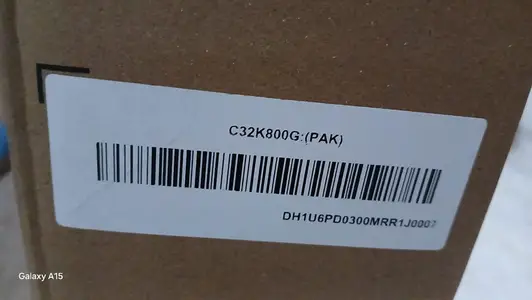 C32K800G:(PAK)
DH1U6PD0300MRR1J0007
Galaxy A15